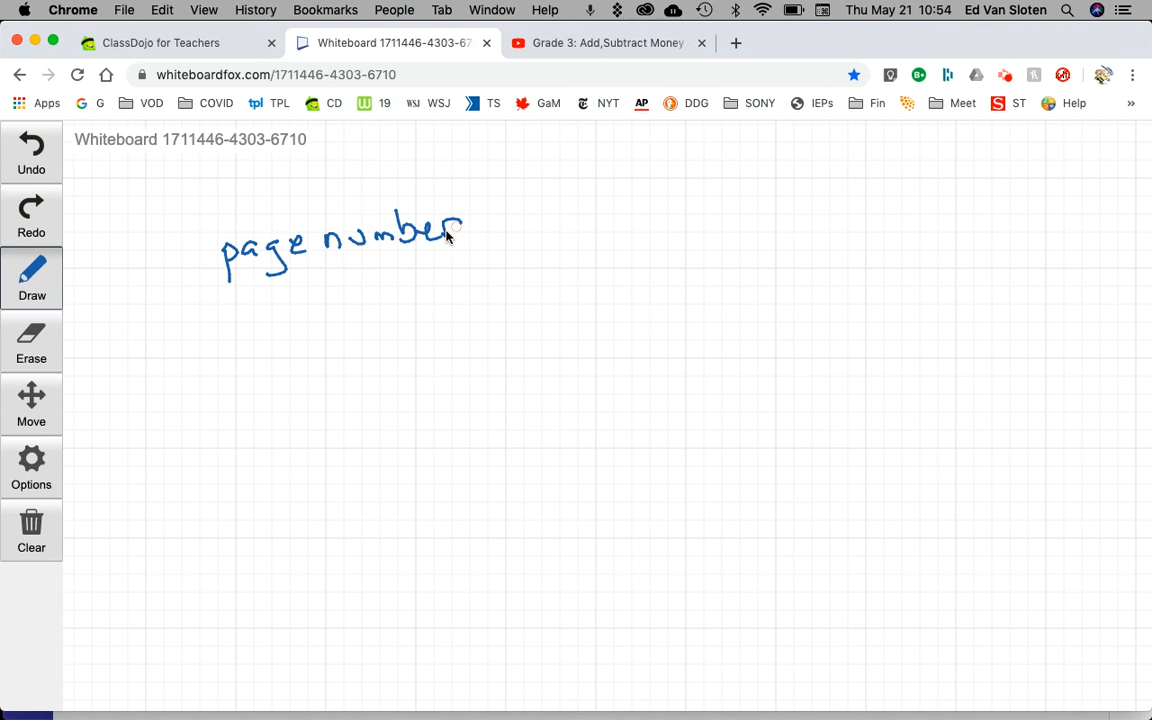 Chrome File Edit View History Bookmarks People Tab Window Help Thu May 21 10:54 Ed Van Sloten
ClassDojo for Teachers Whiteboard 1711446-4303-67 Grade 3: Add,Subtract Money
whiteboardfox.com/1711446-4303-6710
Apps G VOD COVID tpl TPL CD 19 WSJ WSJ TS GaM NYT AP DDG SONY IEPs Fin Meet S ST Help »
Whiteboard 1711446-4303-6710
Undo
Redo
Draw
Erase
Move
Options
Clear
page number